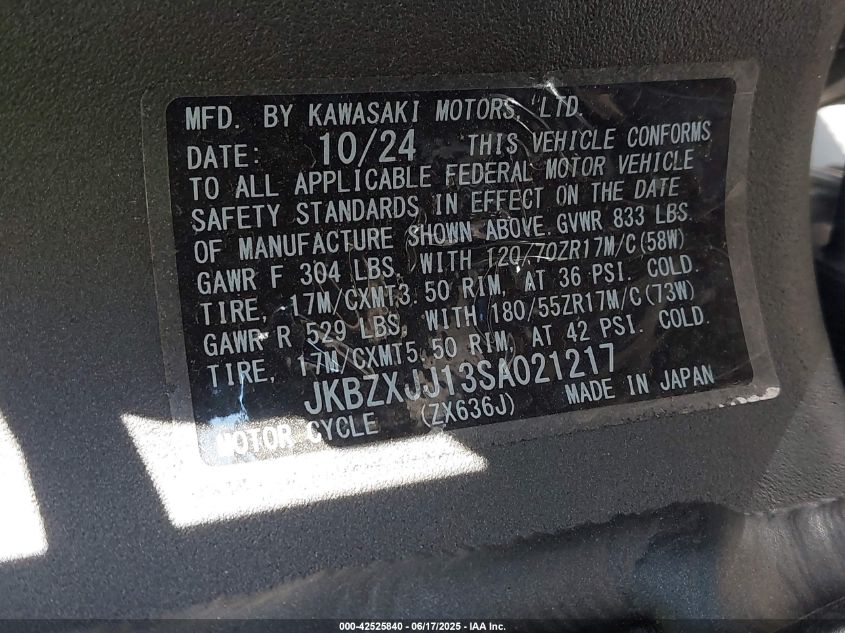 MFD. BY KAWASAKI MOTORS, LTD.
DATE: 10/24 THIS VEHICLE CONFORMS
TO ALL APPLICABLE FEDERAL MOTOR VEHICLE
SAFETY STANDARDS IN EFFECT ON THE DATE
OF MANUFACTURE SHOWN ABOVE. GVWR 833 LBS.
GAWR F 304 LBS. WITH 120/70ZR17M/C(58W)
TIRE, 17M/CXMT3.50 RIM, AT 36 PSI. COLD.
GAWR R 529 LBS, WITH 180/55ZR17M/C(73W)
TIRE, 17M/CXMT5.50 RIM, AT 42 PSI. COLD.
JKBZXJJ13SA021217
MOTOR CYCLE (ZX636J) MADE IN JAPAN
000-42525840 - 06/17/2025 - IAA Inc.